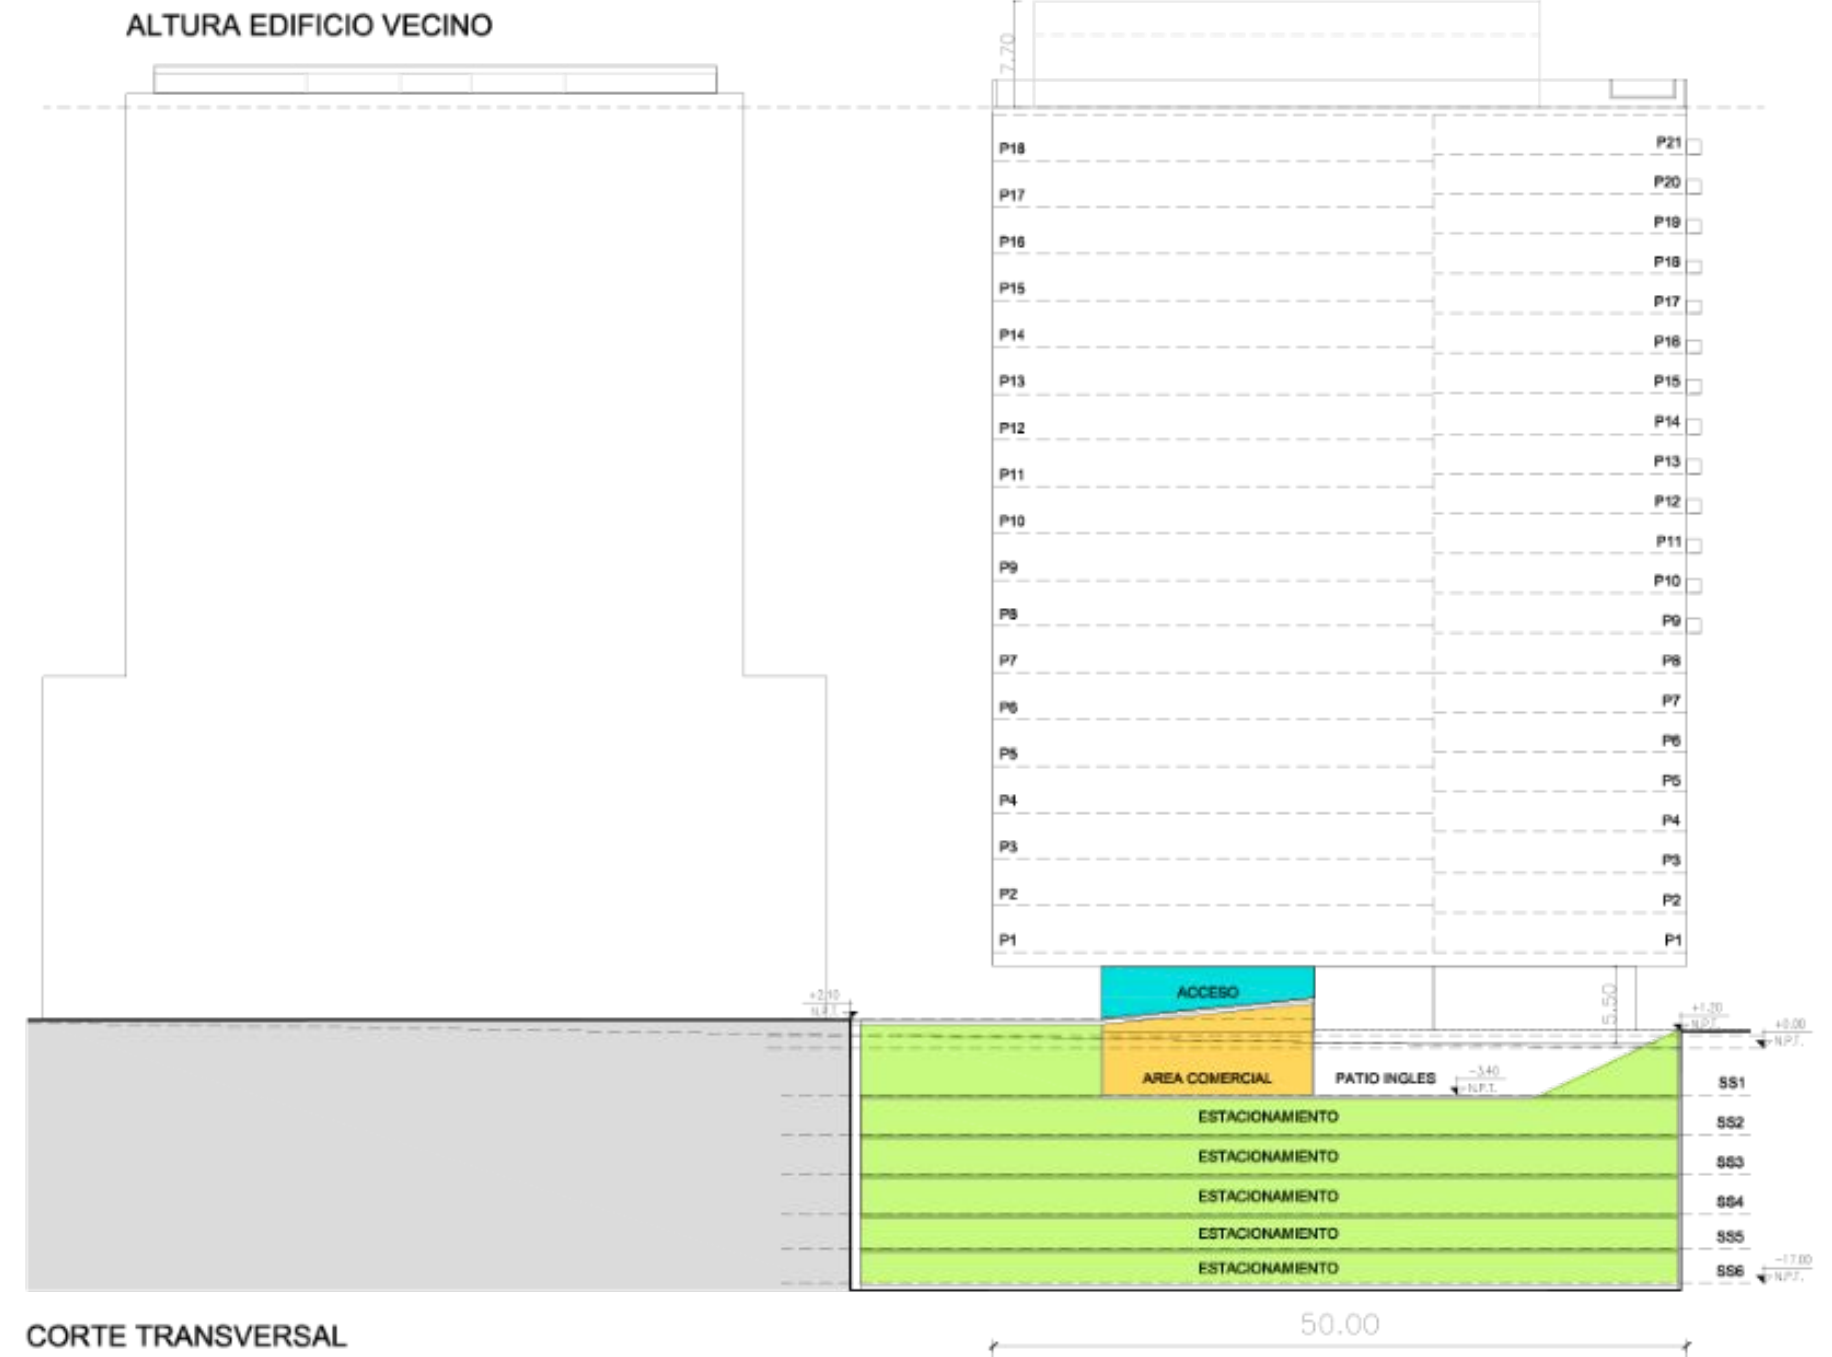 ALTURA EDIFICIO VECINO
7.70
P18
P21
P17
P20
P16
P19
P15
P18
P14
P17
P13
P16
P12
P15
P11
P14
P10
P13
P9
P12
P8
P11
P7
P10
P6
P9
P5
P8
P4
P7
P3
P6
P2
P5
P1
P4
P3
P2
P1
ACCESO
5.50
+2.10
N.P.T.
+1.20
N.P.T.
+0.00
N.P.T.
AREA COMERCIAL
PATIO INGLES
-3.40
N.P.T.
SS1
ESTACIONAMIENTO
SS2
ESTACIONAMIENTO
SS3
ESTACIONAMIENTO
SS4
ESTACIONAMIENTO
SS5
ESTACIONAMIENTO
SS6
-17.00
N.P.T.
50.00
CORTE TRANSVERSAL